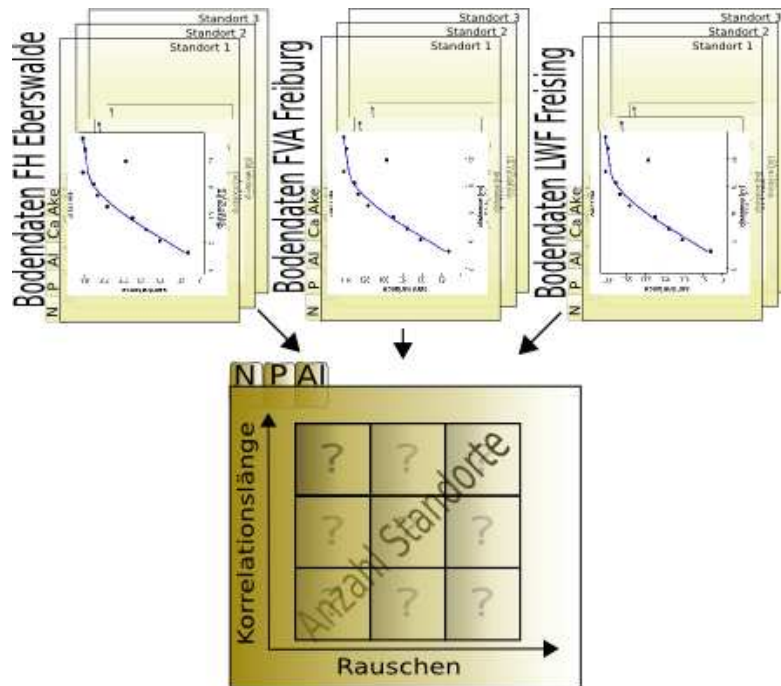 Standort 3
Standort 2
Standort 1
Bodendaten FH Eberswalde
N P Al Ca Ake
Standort 3
Standort 2
Standort 1
Bodendaten FVA Freiburg
N P Al Ca Ake
Standort 3
Standort 2
Standort 1
Bodendaten LWF Freising
N P Al Ca Ake
N P Al
Korrelationslänge
? ? ?
? ? ?
? ? ?
Anzahl Standorte
Rauschen